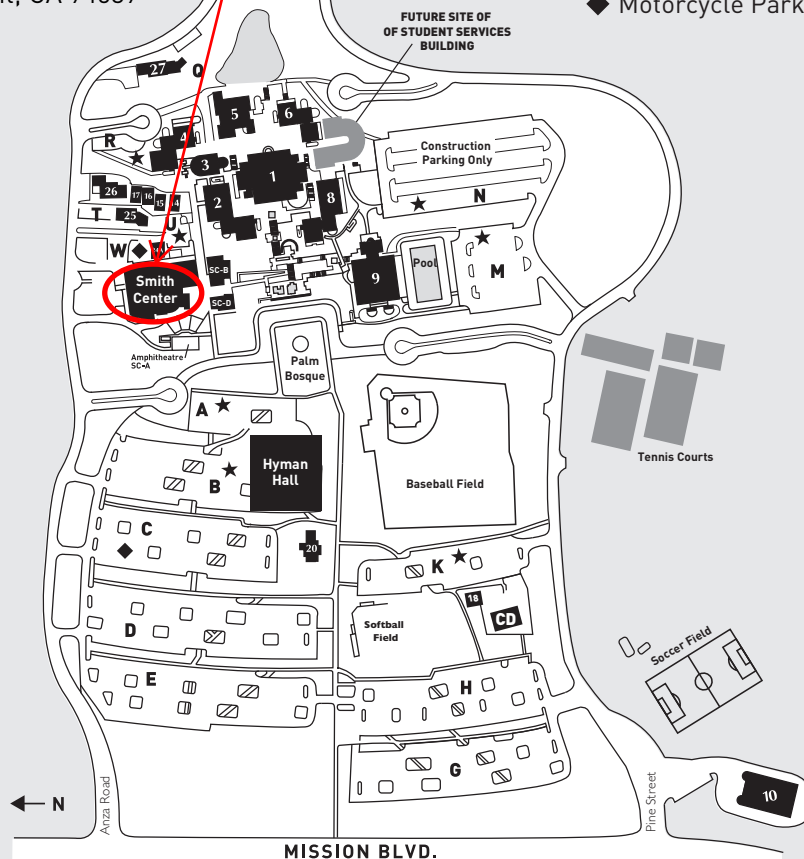 t, CA 94
Motorcycle Park
FUTURE SITE OF
OF STUDENT SERVICES
BUILDING
27
Q
5
6
R
4
3
1
Construction
Parking Only
26
17
16
15
14
2
8
N
T
25
U
W
SC-B
9
Pool
M
Smith
Center
SC-D
Amphitheatre
SC-A
Palm
Bosque
A
Hyman
Hall
B
Baseball Field
Tennis Courts
C
20
K
18
CD
D
Softball
Field
Soccer Field
E
H
G
10
N
Anza Road
Pine Street
MISSION BLVD.